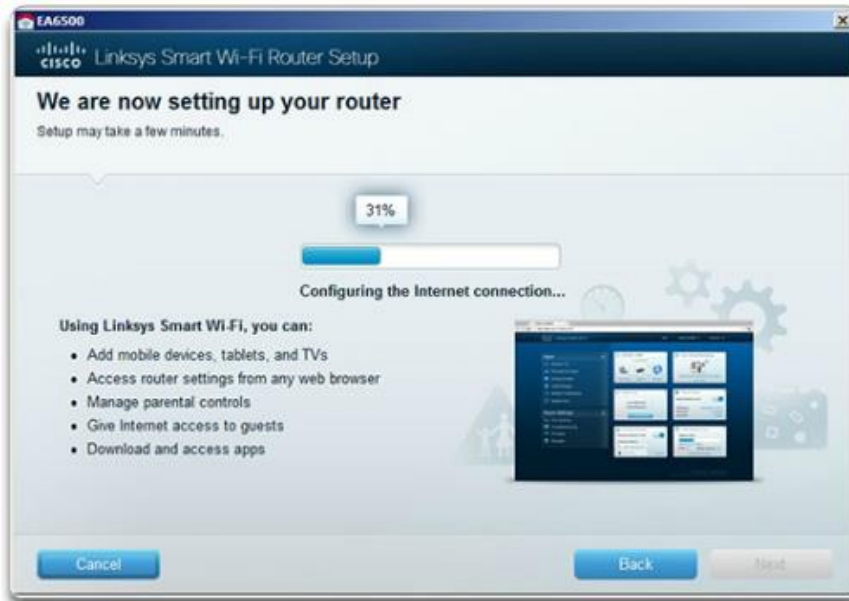 EA6500
CISCO Linksys Smart Wi-Fi Router Setup
We are now setting up your router
Setup may take a few minutes.
31%
Configuring the Internet connection...
Using Linksys Smart Wi-Fi, you can:
• Add mobile devices, tablets, and TVs
• Access router settings from any web browser
• Manage parental controls
• Give Internet access to guests
• Download and access apps
Cancel
Back
Next